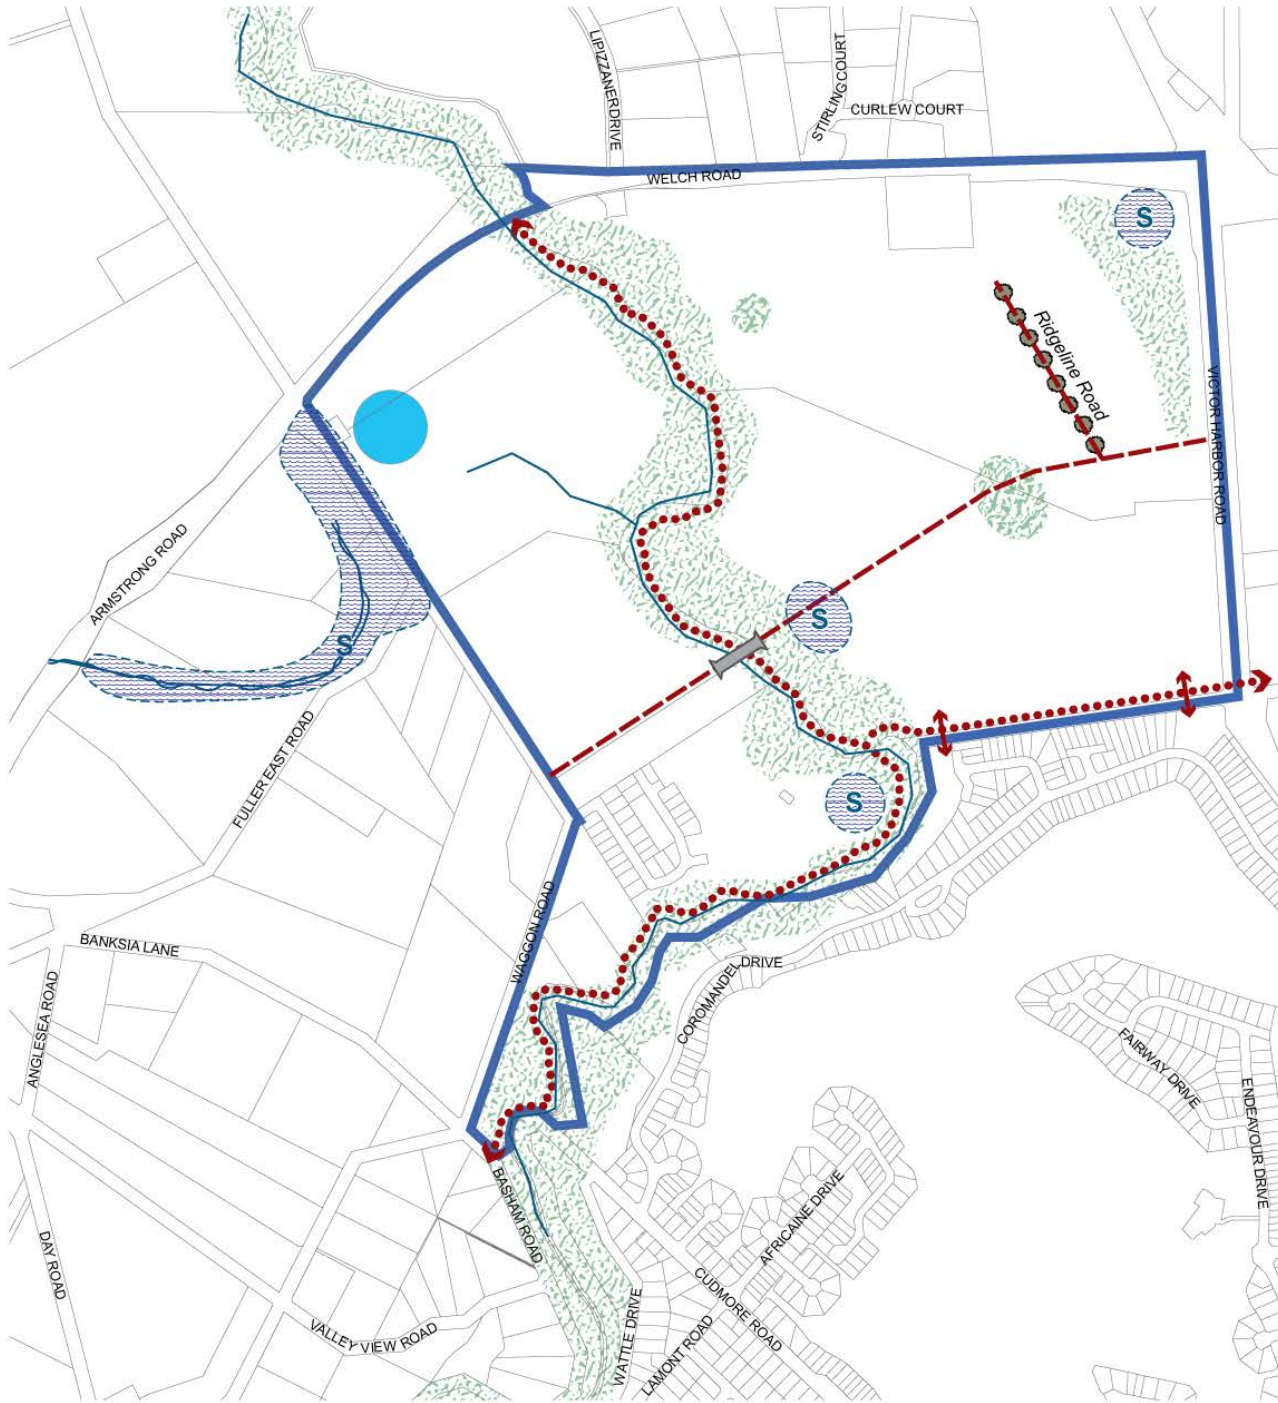 LIPIZZANERDRIVE
STIRLINGCOURT
CURLEW COURT
WELCH ROAD
S
Ridgeline Road
VICTOR HARBOR ROAD
ARMSTRONG ROAD
S
S
FULLER EAST ROAD
S
WAGGON ROAD
BANKSIA LANE
ANGLESEA ROAD
COROMANDEL DRIVE
FAIRWAY DRIVE
ENDEAVOUR DRIVE
BASHAM ROAD
AFRICAINE DRIVE
DAY ROAD
CUDMORE ROAD
VALLEY VIEW ROAD
WATTLE DRIVE
LAMONT ROAD